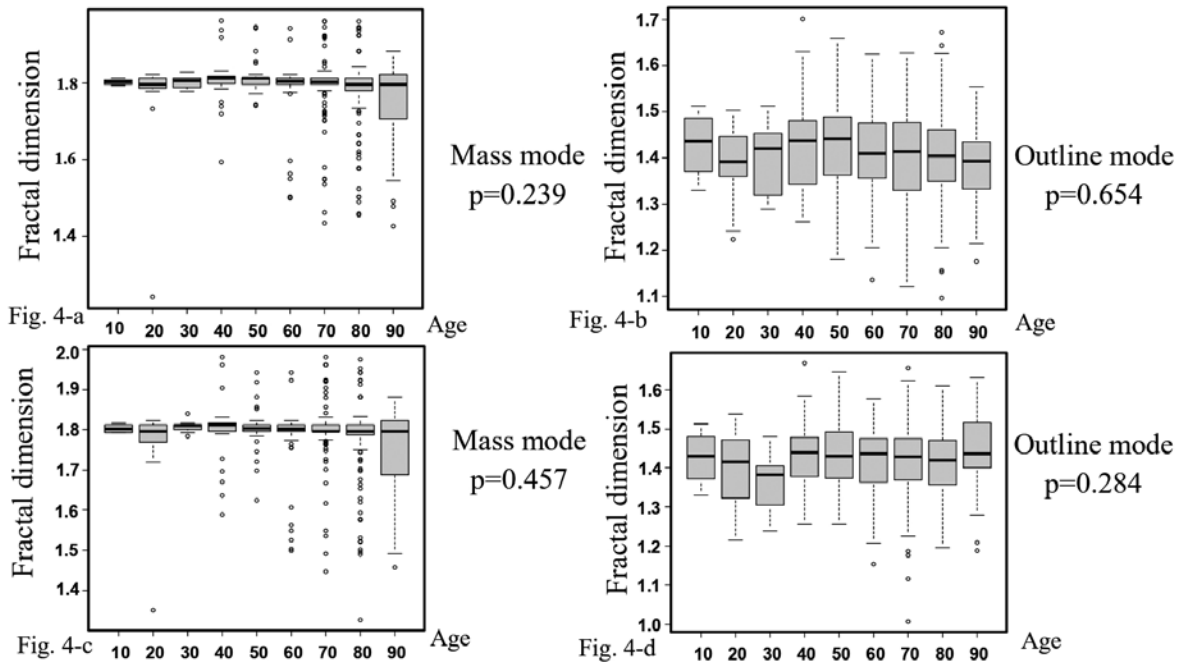 Fractal dimension
1.8
1.6
1.4
Mass mode
p=0.239
Fig. 4-a
10 20 30 40 50 60 70 80 90
Age
Fractal dimension
1.7
1.6
1.5
1.4
1.3
1.2
1.1
Outline mode
p=0.654
Fig. 4-b
10 20 30 40 50 60 70 80 90
Age
Fractal dimension
2.0
1.9
1.8
1.7
1.5
1.4
Mass mode
p=0.457
Fig. 4-c
10 20 30 40 50 60 70 80 90
Age
Fractal dimension
1.6
1.5
1.4
1.3
1.2
1.1
1.0
Outline mode
p=0.284
Fig. 4-d
10 20 30 40 50 60 70 80 90
Age